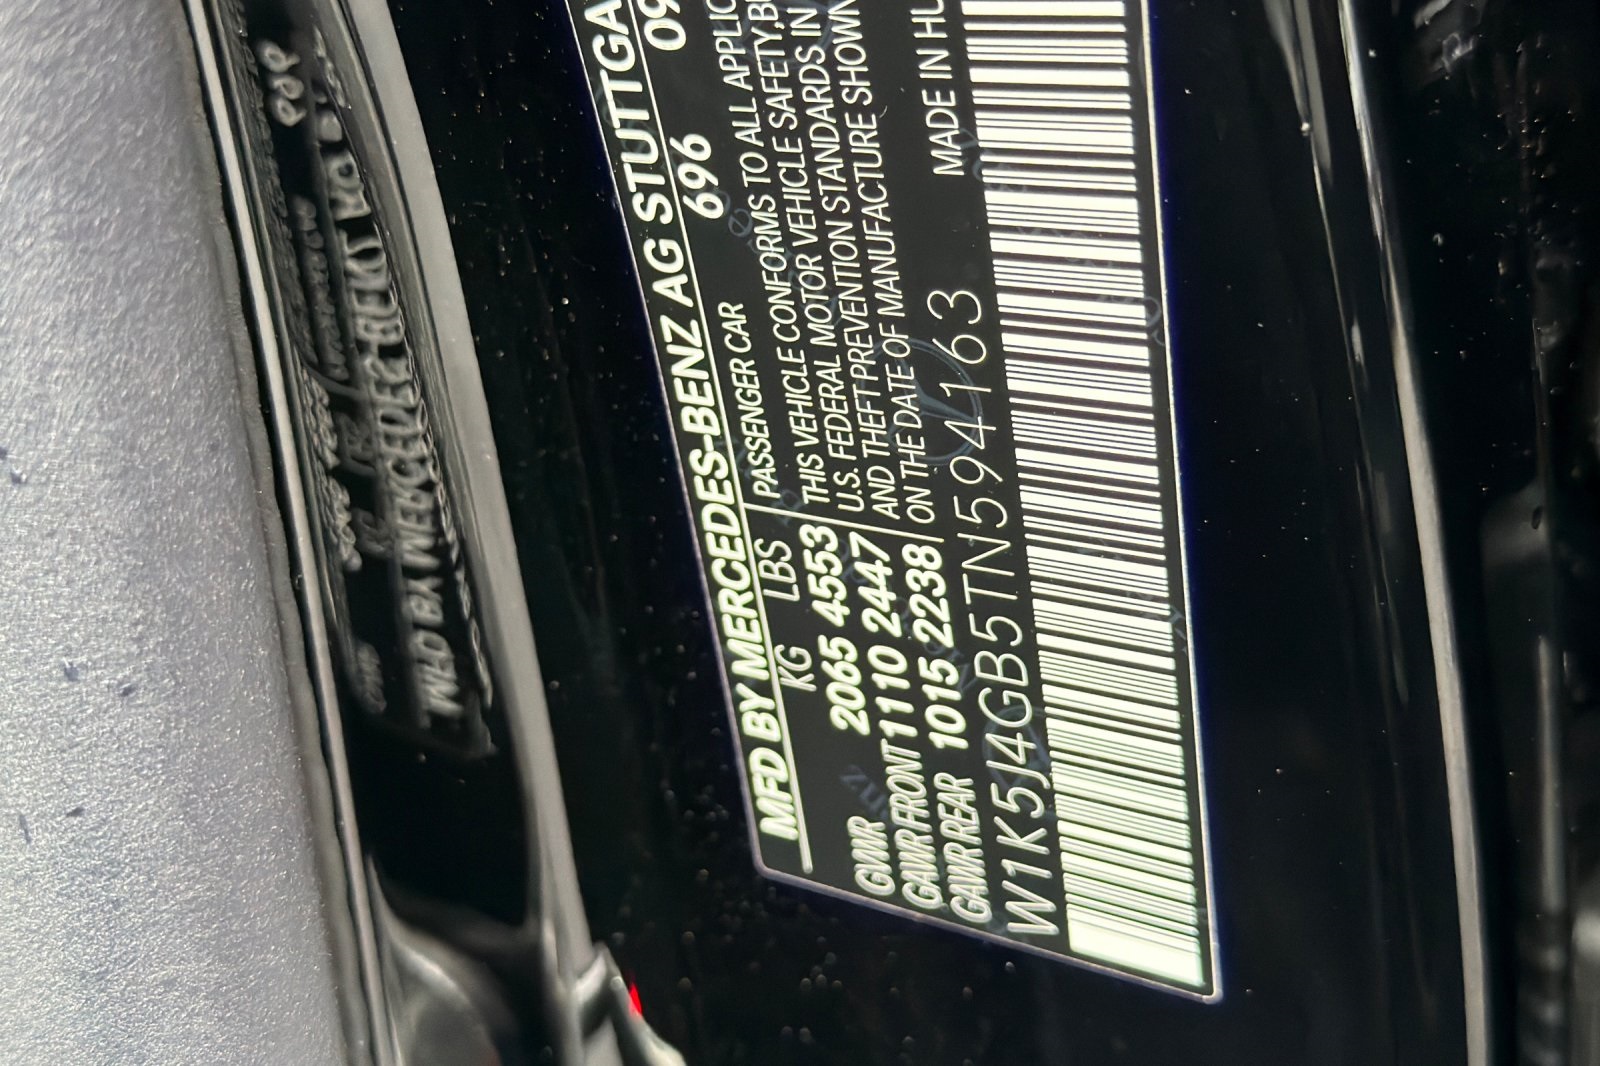 MFD BY MERCEDES-BENZ AG STUTTGA
KG LBS PASSENGER CAR 696 09
GVWR 2065 4553 THIS VEHICLE CONFORMS TO ALL APPLIC
GAWR FRONT 1110 2447 U.S. FEDERAL MOTOR VEHICLE SAFETY,
AND THEFT PREVENTION STANDARDS IN
GAWR REAR 1015 2238 ON THE DATE OF MANUFACTURE SHOWN
W1K5J4GB5TN594163 MADE IN HU